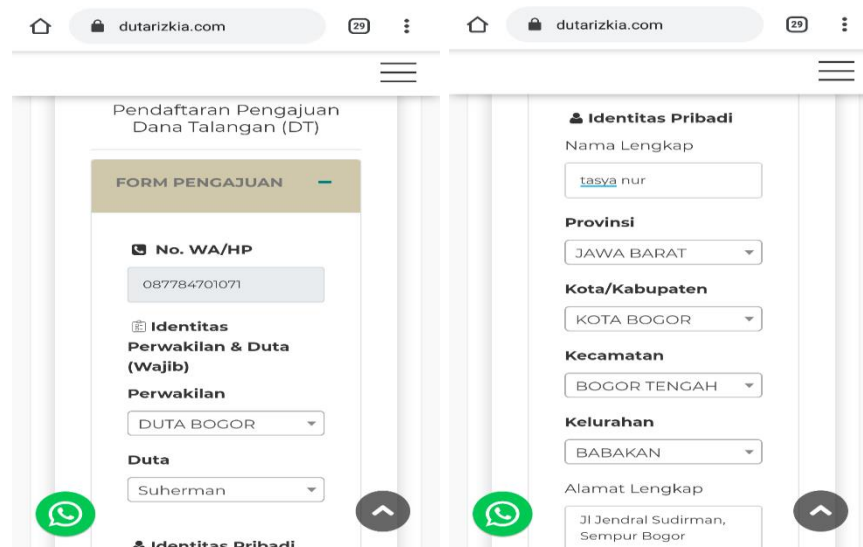 dutarizkia.com
29
Pendaftaran Pengajuan
Dana Talangan (DT)
FORM PENGAJUAN
No. WA/HP
087784701071
Identitas
Perwakilan & Duta
(Wajib)
Perwakilan
DUTA BOGOR
Duta
Suherman
Identitas Pribadi
dutarizkia.com
29
Identitas Pribadi
Nama Lengkap
tasya nur
Provinsi
JAWA BARAT
Kota/Kabupaten
KOTA BOGOR
Kecamatan
BOGOR TENGAH
Kelurahan
BABAKAN
Alamat Lengkap
Jl Jendral Sudirman,
Sempur Bogor